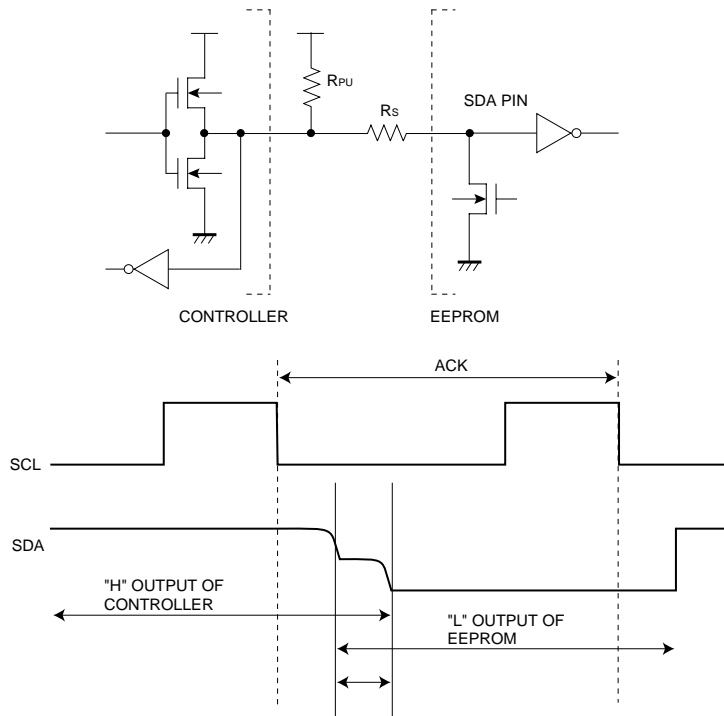 RPU
RS
SDA PIN
CONTROLLER
EEPROM
ACK
SCL
SDA
"H" OUTPUT OF
CONTROLLER
"L" OUTPUT OF
EEPROM